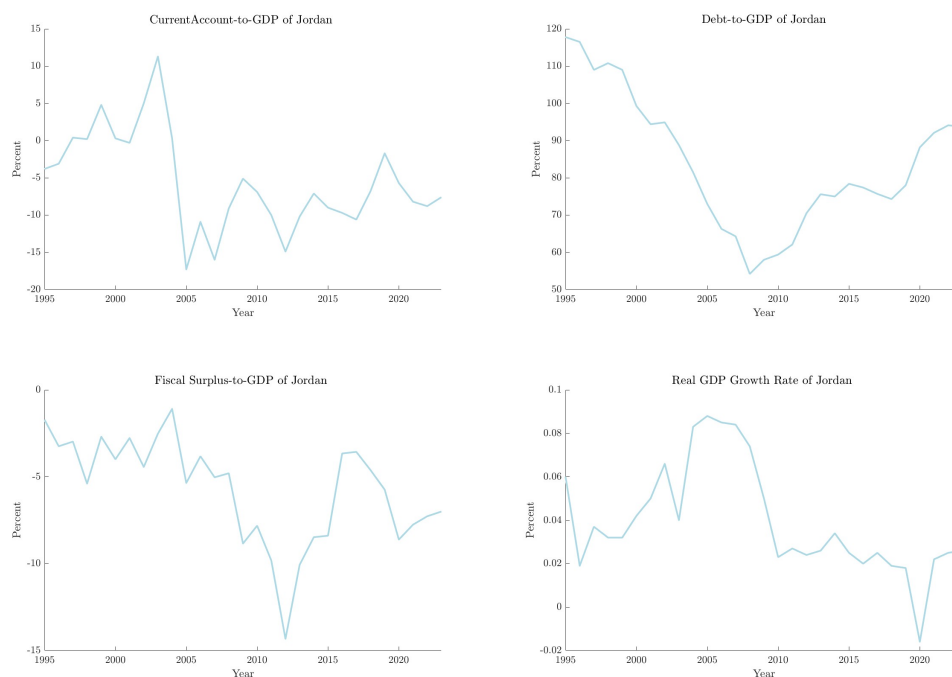 CurrentAccount-to-GDP of Jordan
15
10
5
0
-5
-10
-15
-20
Percent
1995 2000 2005 2010 2015 2020
Year
Debt-to-GDP of Jordan
120
110
100
90
80
70
60
50
Percent
1995 2000 2005 2010 2015 2020
Year
Fiscal Surplus-to-GDP of Jordan
0
-5
-10
-15
Percent
1995 2000 2005 2010 2015 2020
Year
Real GDP Growth Rate of Jordan
0.1
0.08
0.06
0.04
0.02
0
-0.02
Percent
1995 2000 2005 2010 2015 2020
Year